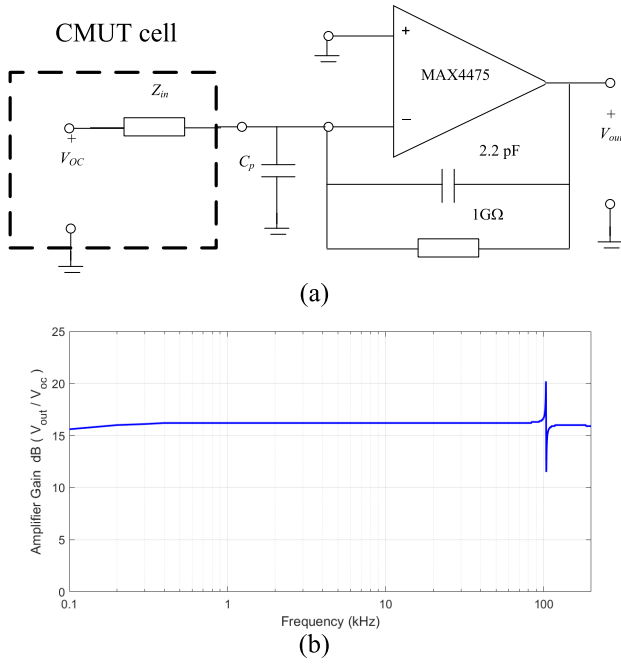 CMUT cell
Z_in
+
V_OC
C_p
+
−
MAX4475
2.2 pF
1GΩ
+
V_out
(a)
25
20
15
10
5
0
Amplifier Gain dB ( V_out / V_oc )
0.1 1 10 100
Frequency (kHz)
(b)